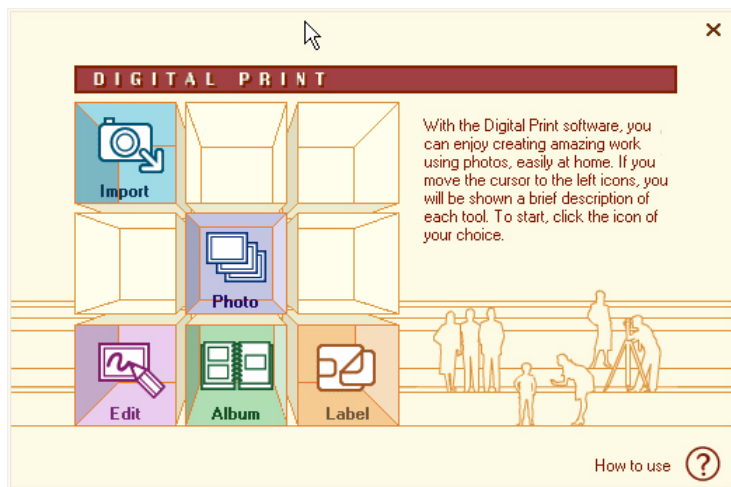 DIGITAL PRINT
Import
With the Digital Print software, you
can enjoy creating amazing work
using photos, easily at home. If you
move the cursor to the left icons, you
will be shown a brief description of
each tool. To start, click the icon of
your choice.
Photo
Edit
Album
Label
How to use ?